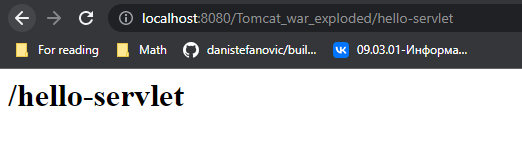 localhost:8080/Tomcat_war_exploded/hello-servlet
For reading Math danistefanovic/buil... 09.03.01-Информа...
/hello-servlet